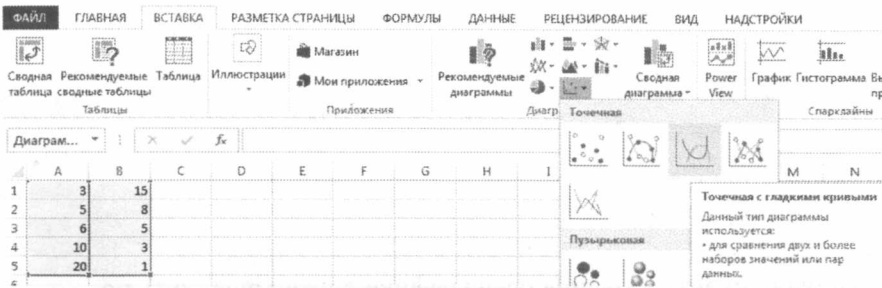 ФАЙЛ ГЛАВНАЯ ВСТАВКА РАЗМЕТКА СТРАНИЦЫ ФОРМУЛЫ ДАННЫЕ РЕЦЕНЗИРОВАНИЕ ВИД НАДСТРОЙКИ
Магазин
Сводная Рекомендуемые Таблица Иллюстрации Мои приложения Рекомендуемые Сводная Power График Гистограмма
таблица сводные таблицы диаграммы диаграмма View
Таблицы Приложения Диагр Спарклайны
Точечная
Диаграм... fx
A B C D E F G H I M N
1 3 15
2 5 8
3 6 5
4 10 3
5 20 1
Точечная с гладкими кривыми
Данный тип диаграммы
используется:
• для сравнения двух и более
наборов значений или пар
данных.
Пузырьковая